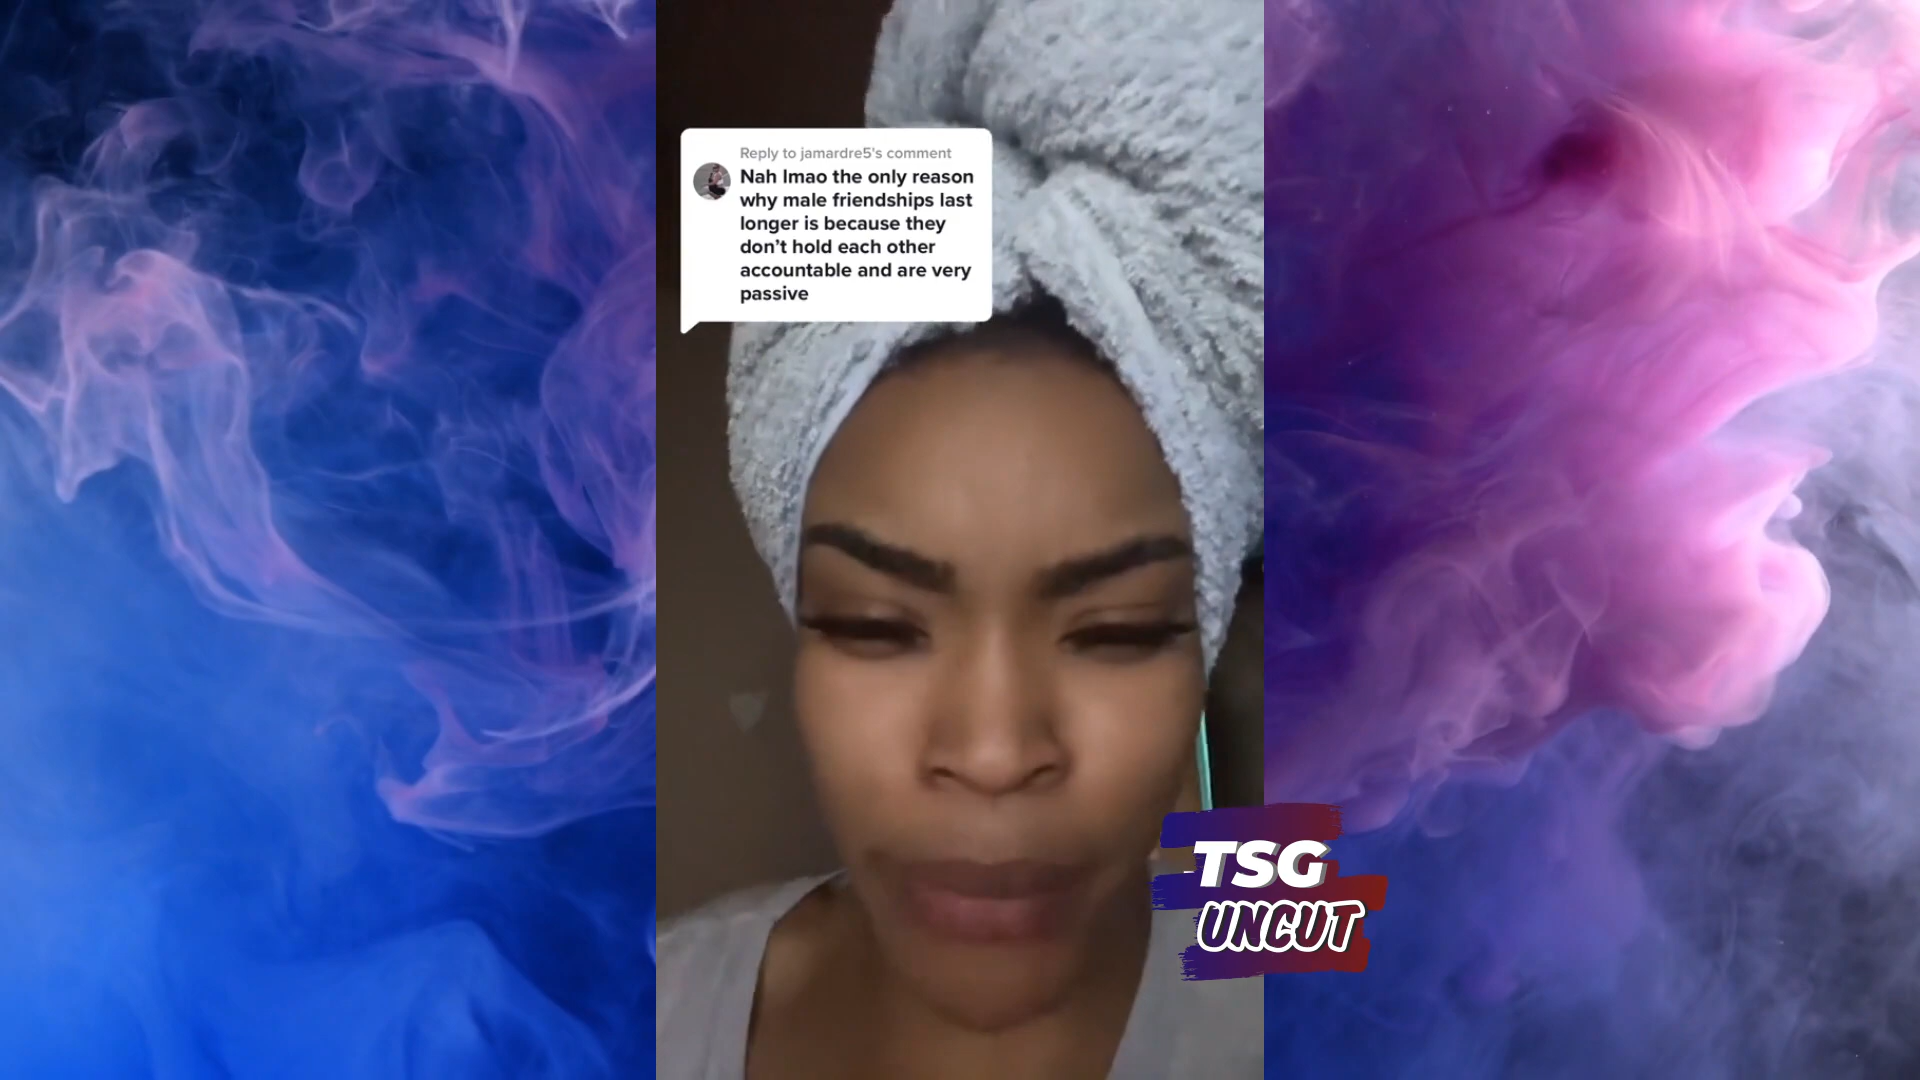 Reply to jamardre5's comment
Nah lmao the only reason
why male friendships last
longer is because they
don’t hold each other
accountable and are very
passive
TSG
UNCUT